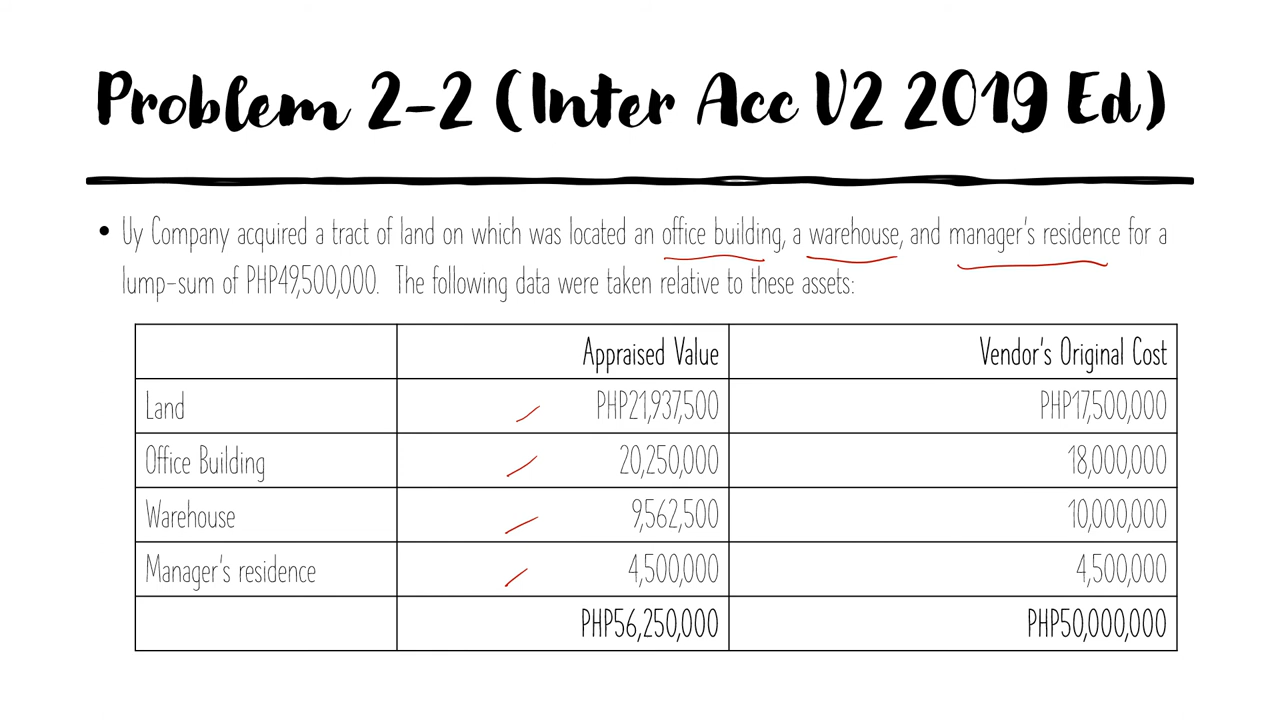 Problem 2-2 (Inter Acc V2 2019 Ed)
• Uy Company acquired a tract of land on which was located an office building, a warehouse, and manager's residence for a
lump-sum of PHP49,500,000. The following data were taken relative to these assets:
Appraised Value Vendor's Original Cost
Land PHP21,937,500 PHP17,500,000
Office Building 20,250,000 18,000,000
Warehouse 9,562,500 10,000,000
Manager's residence 4,500,000 4,500,000
PHP56,250,000 PHP50,000,000